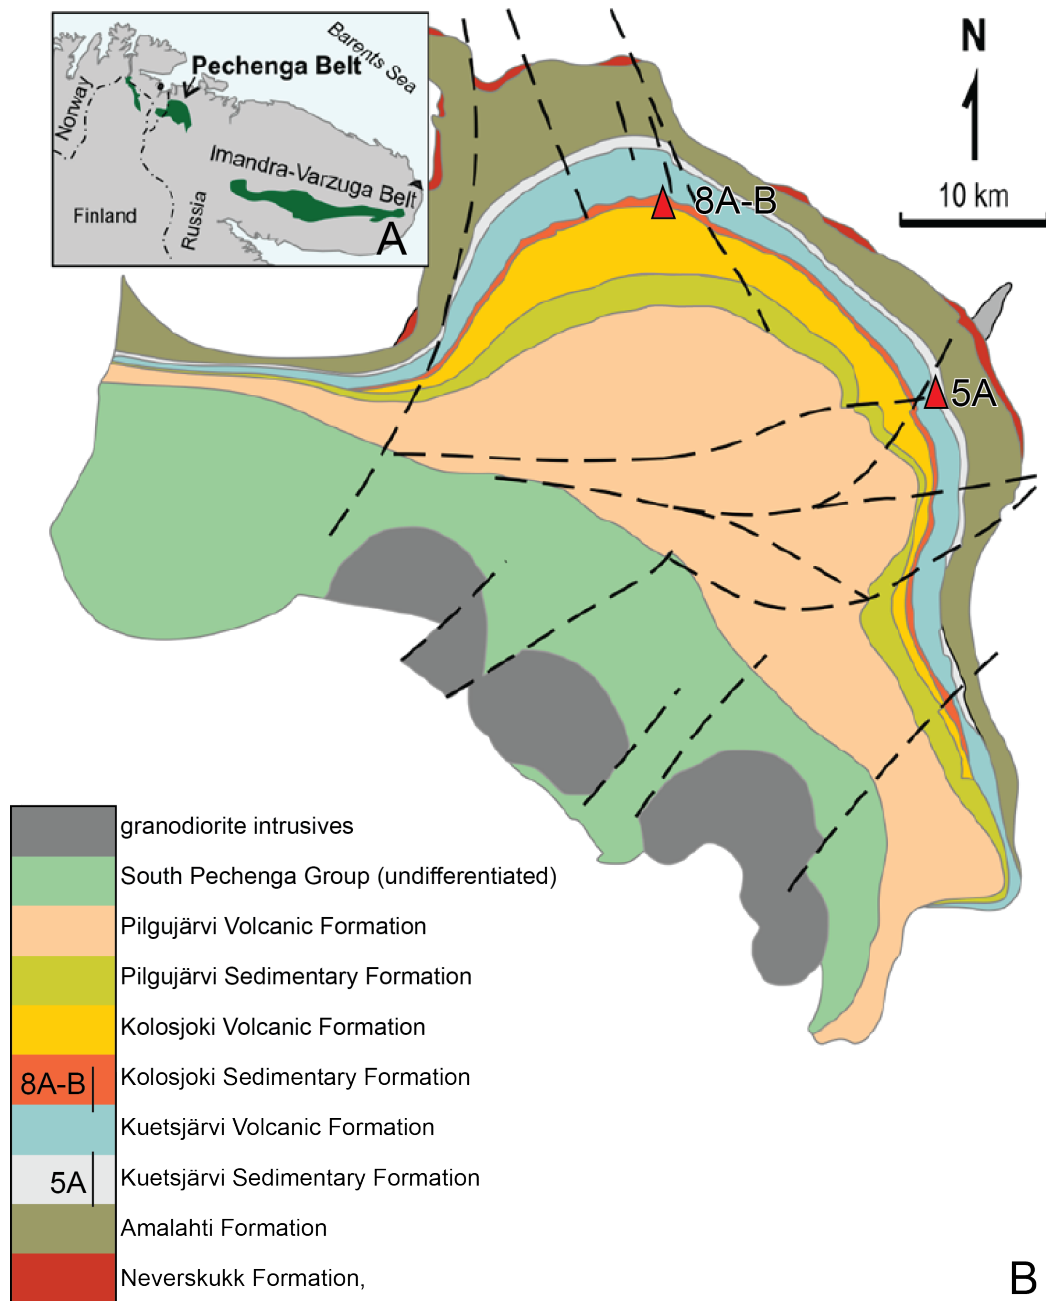 Barents Sea
Pechenga Belt
Norway
Imandra-Varzuga Belt
Finland
Russia
A
N
10 km
8A-B
5A
granodiorite intrusives
South Pechenga Group (undifferentiated)
Pilgujärvi Volcanic Formation
Pilgujärvi Sedimentary Formation
Kolosjoki Volcanic Formation
8A-B Kolosjoki Sedimentary Formation
Kuetsjärvi Volcanic Formation
5A Kuetsjärvi Sedimentary Formation
Amalahti Formation
Neverskukk Formation,
B